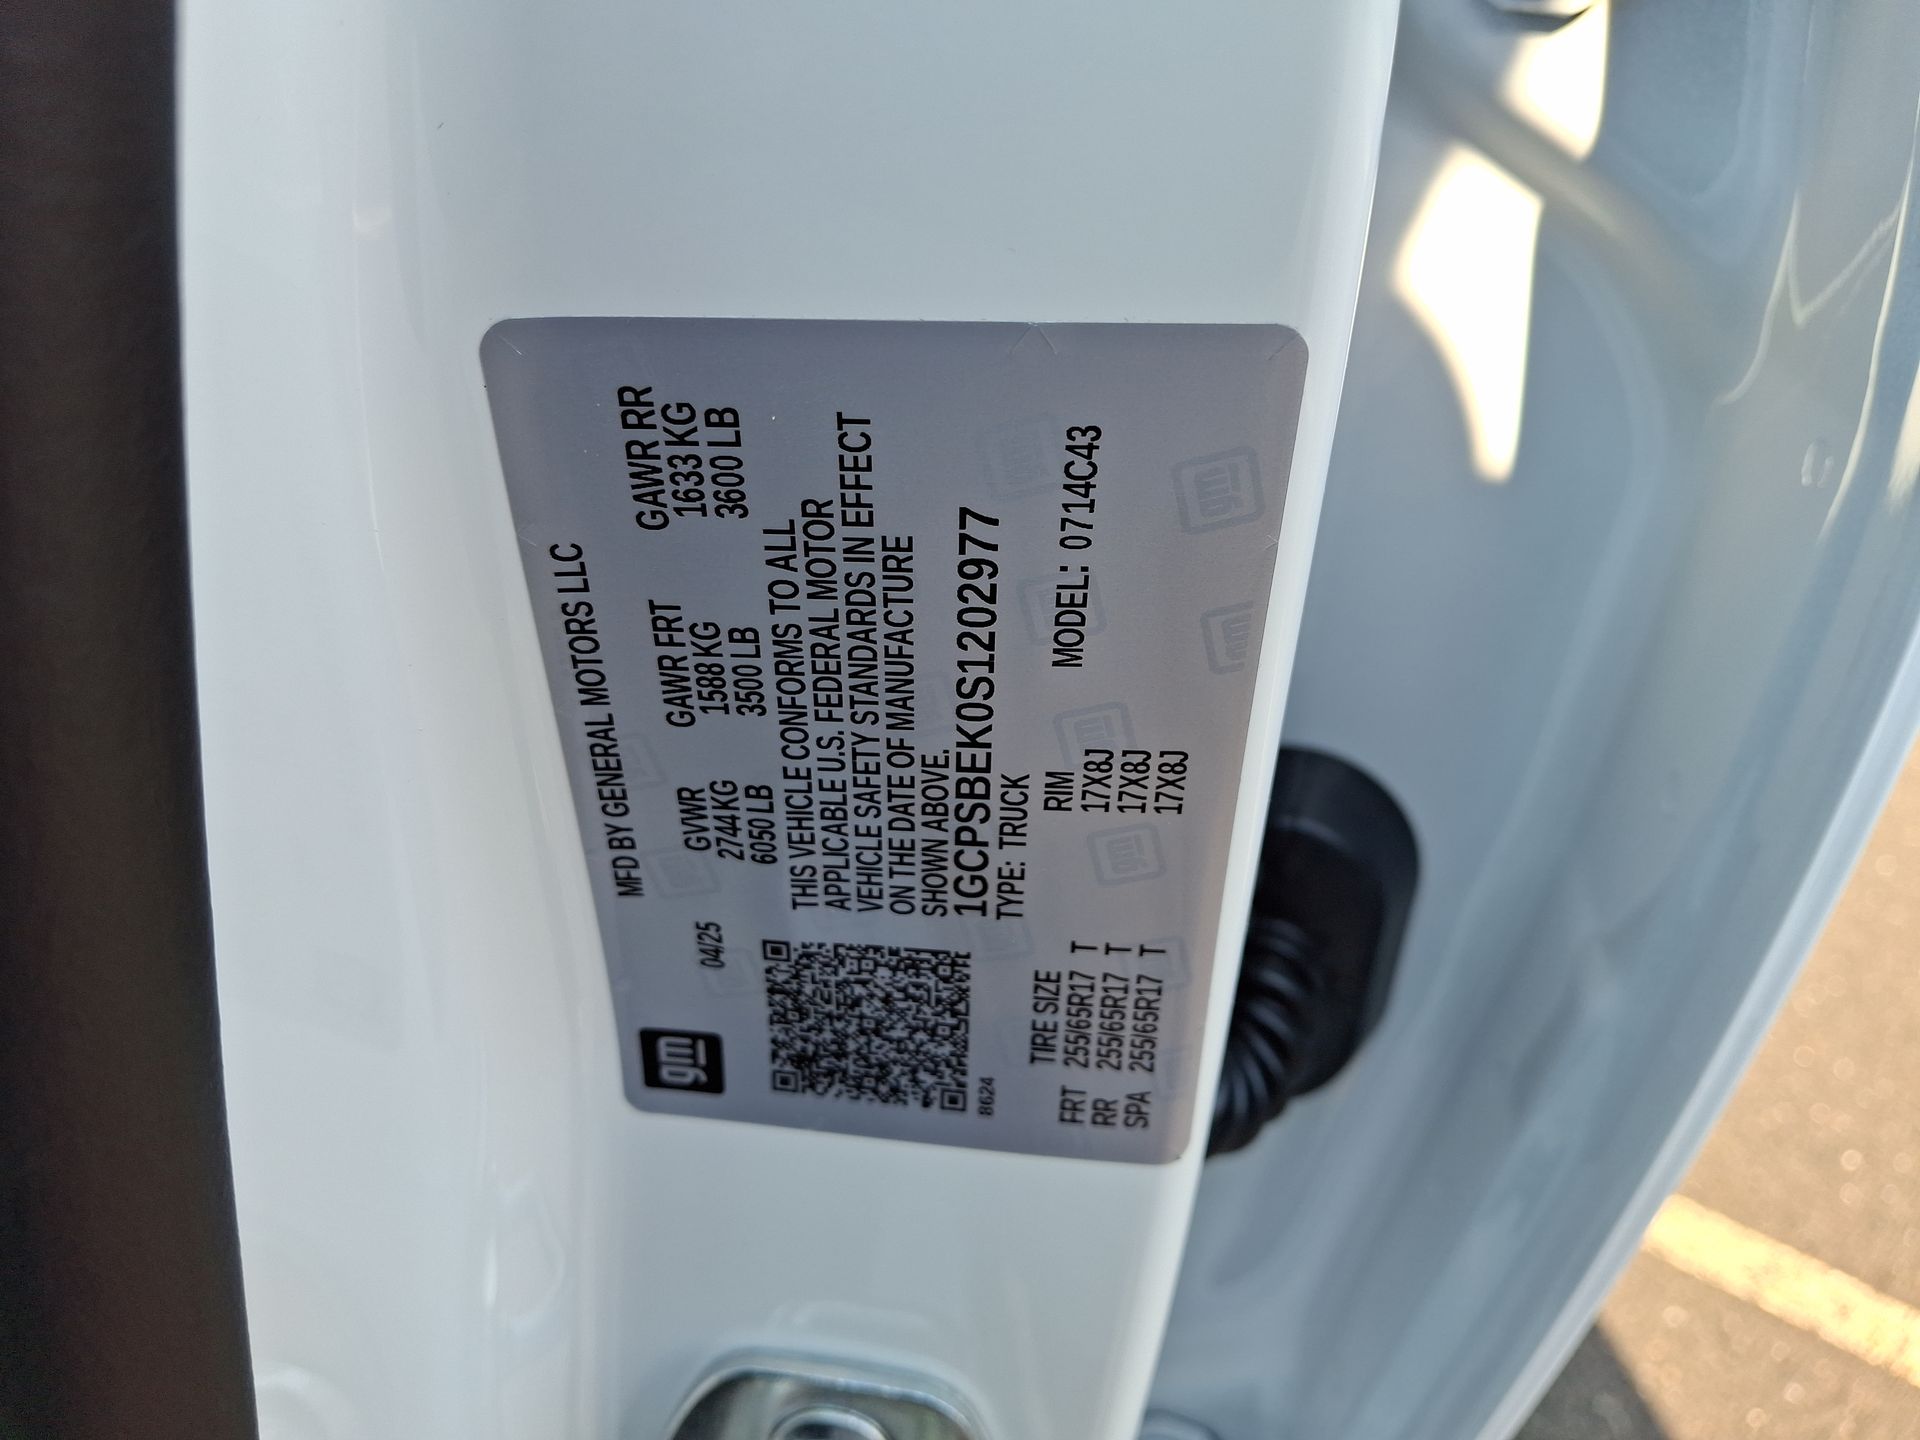 MFD BY GENERAL MOTORS LLC
gm
04/25 GVWR GAWR FRT GAWR RR
2744 KG 1588 KG 1633 KG
6050 LB 3500 LB 3600 LB
THIS VEHICLE CONFORMS TO ALL
APPLICABLE U.S. FEDERAL MOTOR
VEHICLE SAFETY STANDARDS IN EFFECT
ON THE DATE OF MANUFACTURE
SHOWN ABOVE.
1GCPSBEK0S1202977
8624 TYPE: TRUCK
TIRE SIZE RIM MODEL: 0714C43
FRT 255/65R17 T 17X8J
RR 255/65R17 T 17X8J
SPA 255/65R17 T 17X8J